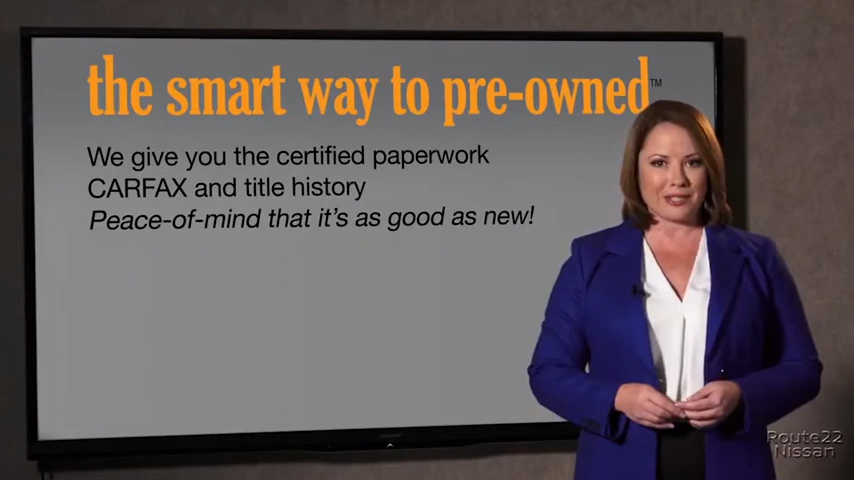 the smart way to pre-owned™
We give you the certified paperwork
CARFAX and title history
Peace-of-mind that it's as good as new!
Route22
Nissan